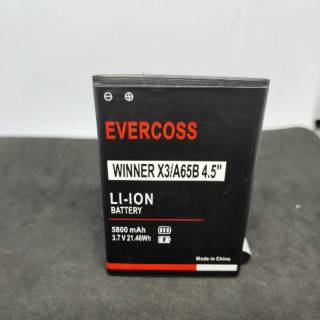 EVERCOSS
WINNER X3/A65B 4.5"
LI-ION
BATTERY
5800 mAh
3.7 V 21.46Wh
Made in China